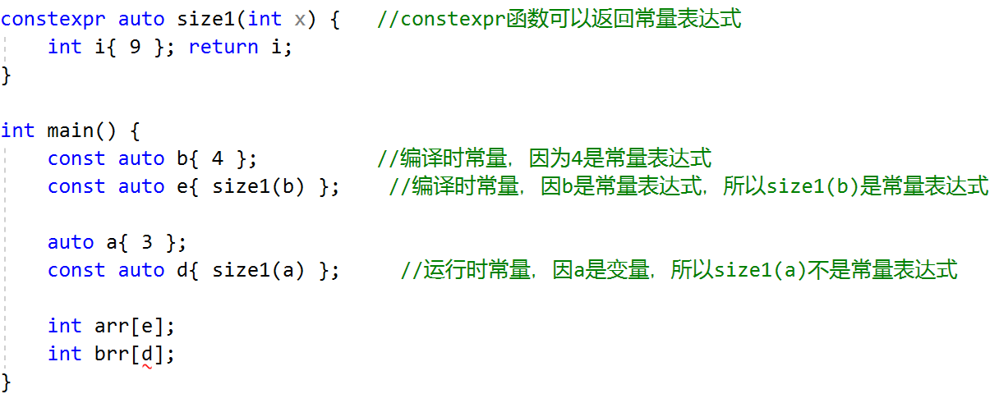 constexpr auto size1(int x) {   //constexpr函数可以返回常量表达式
    int i{ 9 }; return i;
}
int main() {
    const auto b{ 4 };          //编译时常量，因为4是常量表达式
    const auto e{ size1(b) };    //编译时常量，因b是常量表达式，所以size1(b)是常量表达式
    auto a{ 3 };
    const auto d{ size1(a) };     //运行时常量，因a是变量，所以size1(a)不是常量表达式
    int arr[e];
    int brr[d];
}